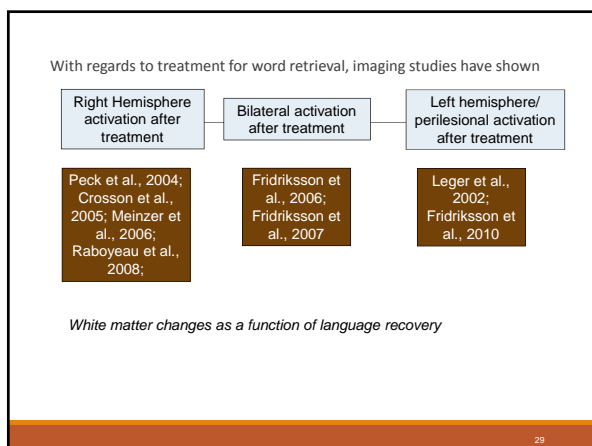 With regards to treatment for word retrieval, imaging studies have shown
Right Hemisphere
activation after
treatment
Bilateral activation
after treatment
Left hemisphere/
perilesional activation
after treatment
Peck et al., 2004;
Crosson et al.,
2005; Meinzer et
al., 2006;
Raboyeau et al.,
2008;
Fridriksson et
al., 2006;
Fridriksson et
al., 2007
Leger et al.,
2002;
Fridriksson et
al., 2010
White matter changes as a function of language recovery
29